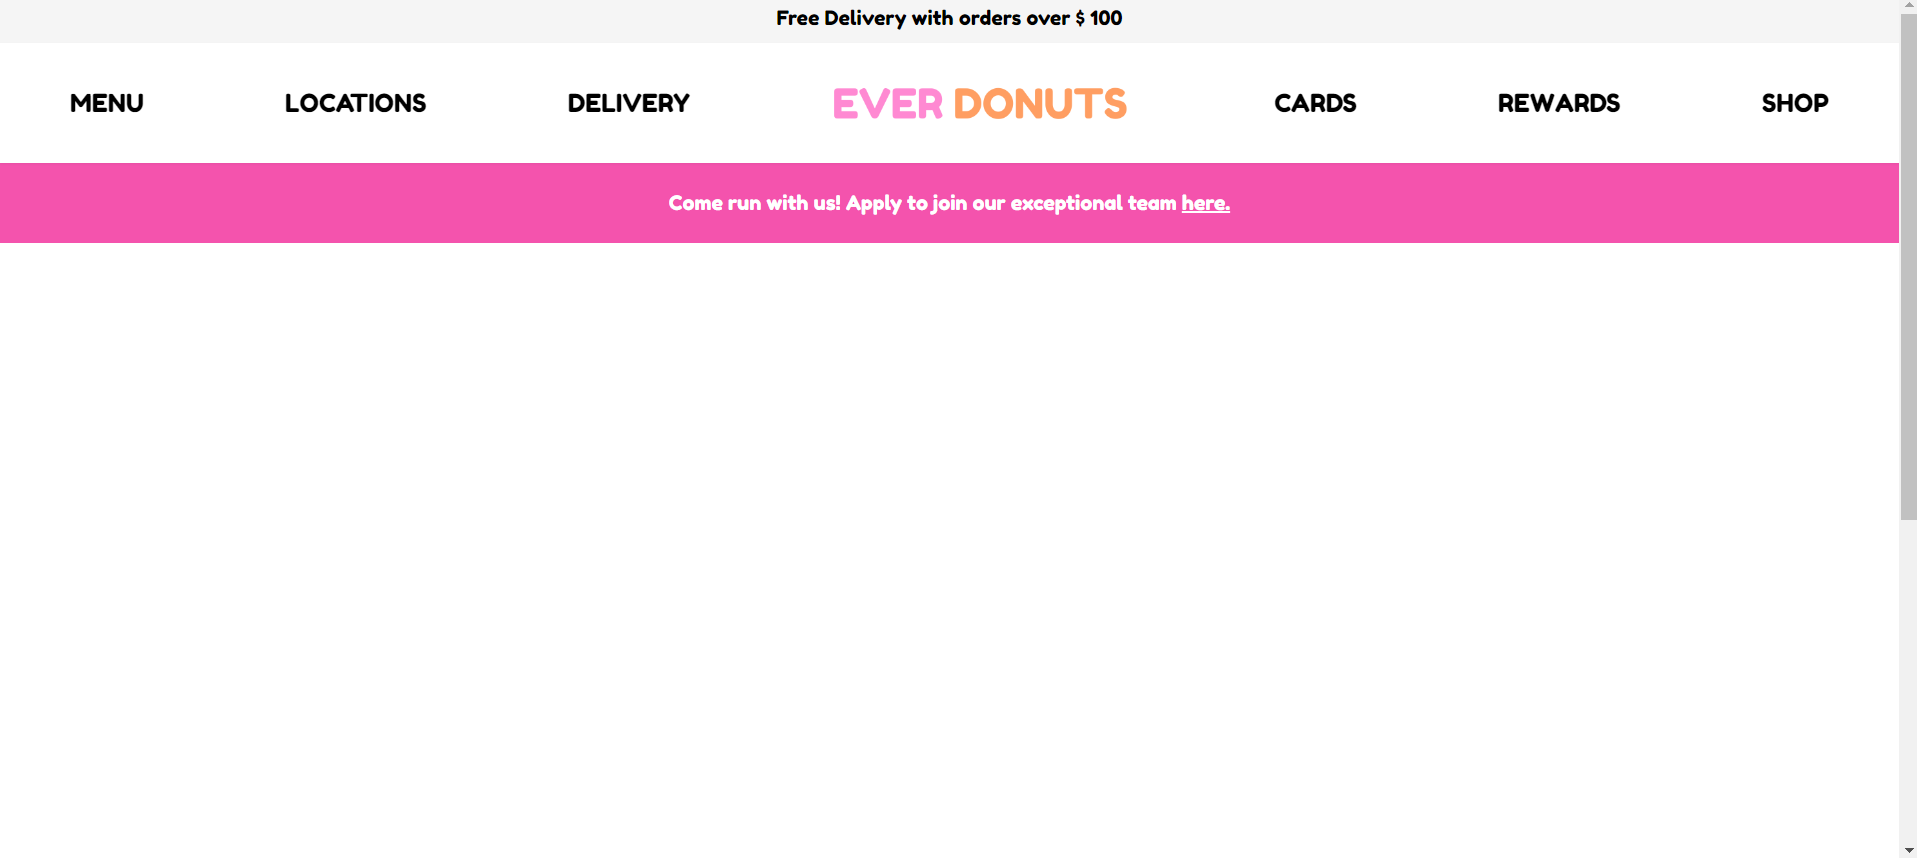 Free Delivery with orders over $ 100
MENU LOCATIONS DELIVERY EVER DONUTS CARDS REWARDS SHOP
Come run with us! Apply to join our exceptional team here.